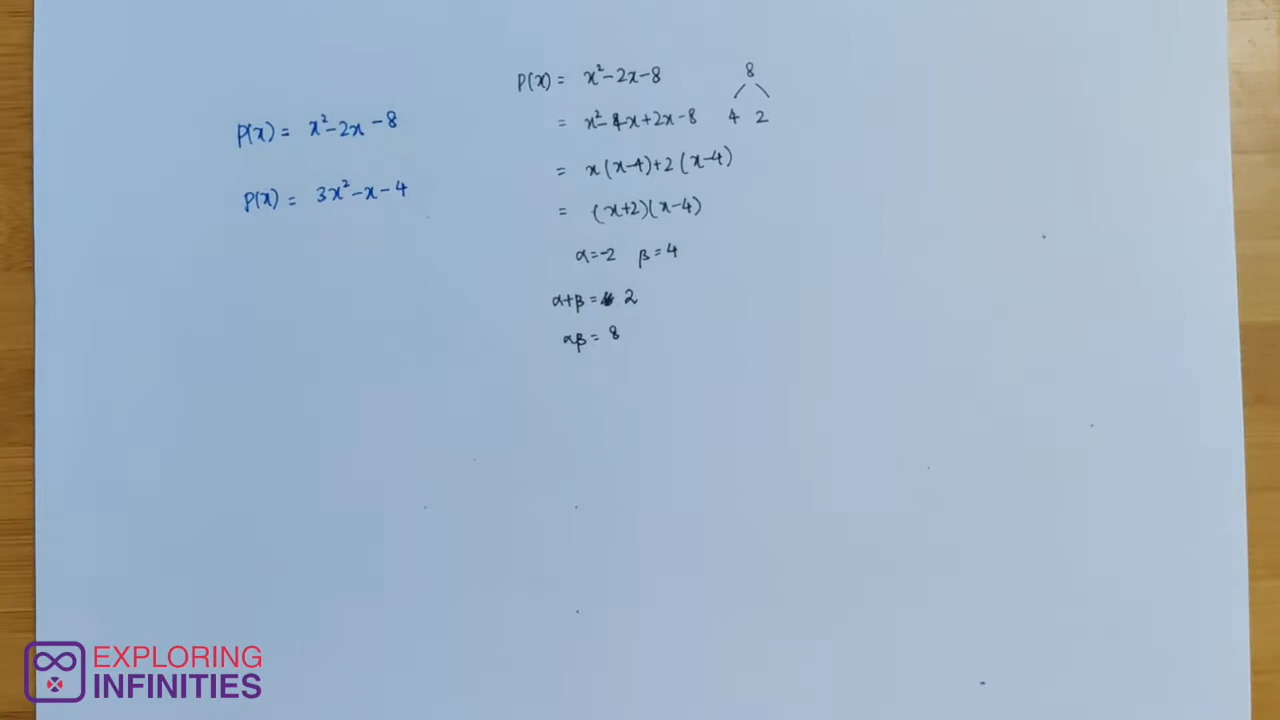 P(x) = x²-2x-8
P(x) = 3x²-x-4
P(x) = x²-2x-8
= x²-4x+2x-8
= x(x-4)+2(x-4)
= (x+2)(x-4)
α=-2 β=4
α+β = 2
αβ = 8
8
4 2
EXPLORING
INFINITIES